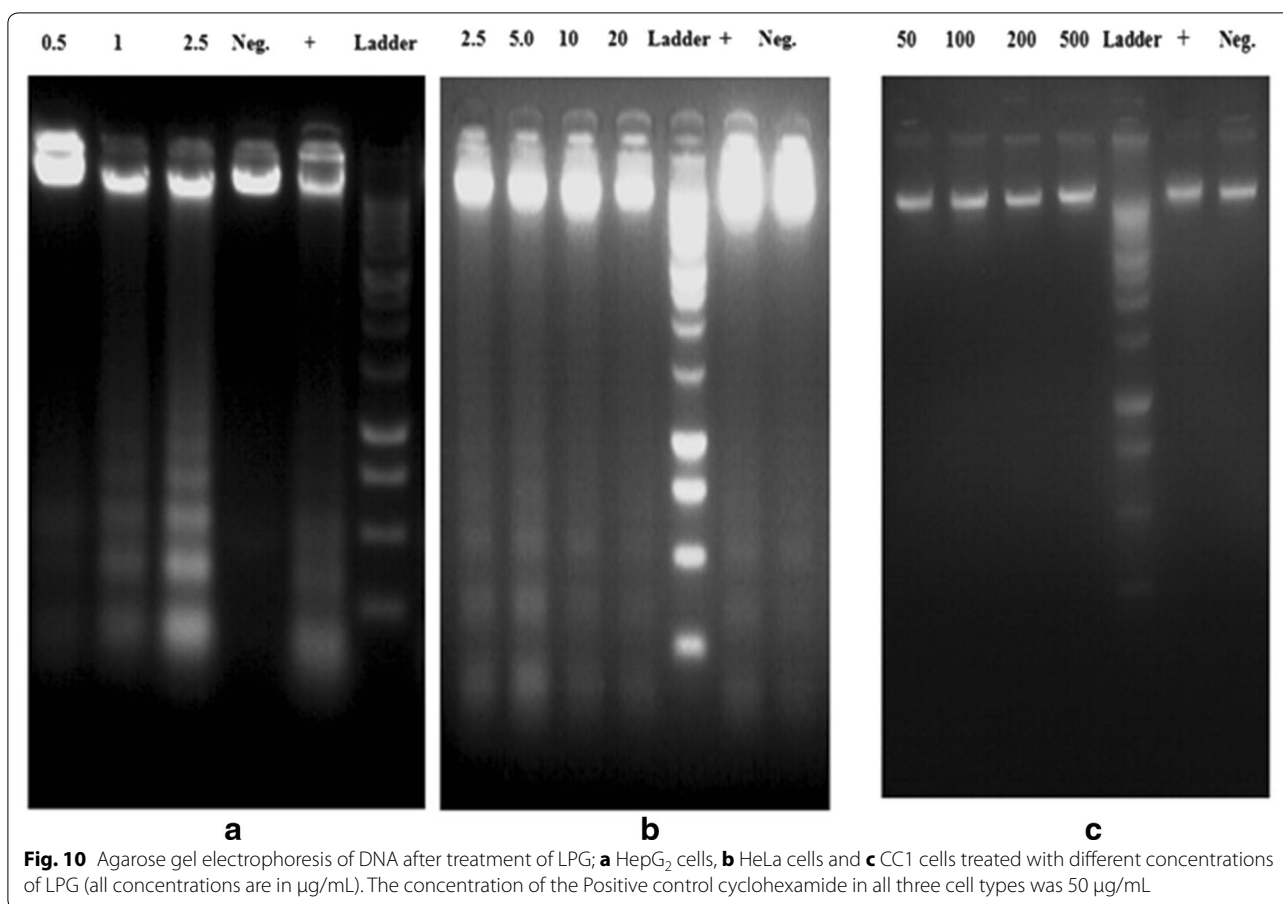 0.5 1 2.5 Neg. + Ladder
2.5 5.0 10 20 Ladder + Neg.
50 100 200 500 Ladder + Neg.
a
b
c
Fig. 10 Agarose gel electrophoresis of DNA after treatment of LPG; a HepG₂ cells, b HeLa cells and c CC1 cells treated with different concentrations
of LPG (all concentrations are in µg/mL). The concentration of the Positive control cyclohexamide in all three cell types was 50 µg/mL